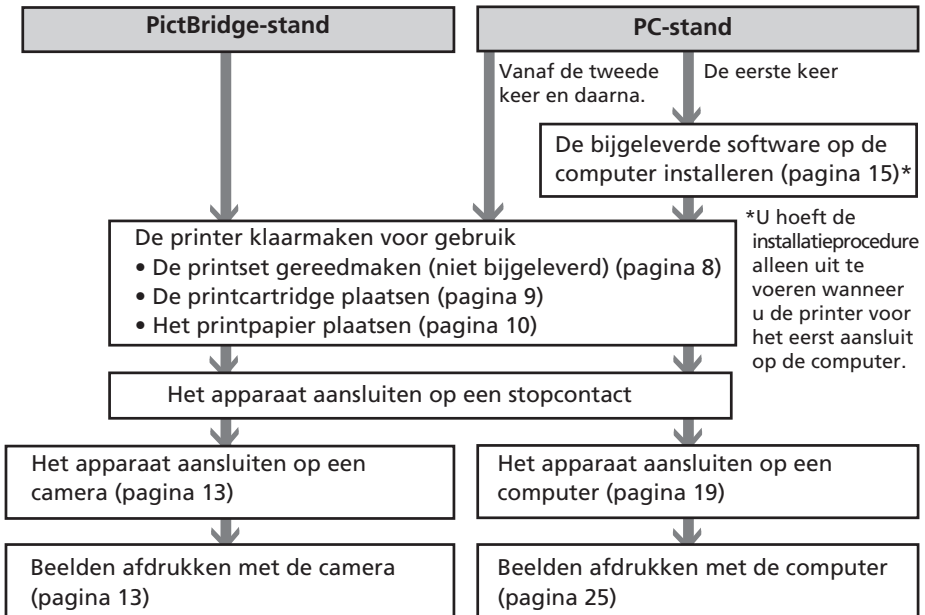 PictBridge-stand
PC-stand
Vanaf de tweede
keer en daarna.
De eerste keer
De bijgeleverde software op de
computer installeren (pagina 15)*
*U hoeft de
installatieprocedure
alleen uit te
voeren wanneer
u de printer voor
het eerst aansluit
op de computer.
De printer klaarmaken voor gebruik
• De printset gereedmaken (niet bijgeleverd) (pagina 8)
• De printcartridge plaatsen (pagina 9)
• Het printpapier plaatsen (pagina 10)
Het apparaat aansluiten op een stopcontact
Het apparaat aansluiten op een
camera (pagina 13)
Het apparaat aansluiten op een
computer (pagina 19)
Beelden afdrukken met de camera
(pagina 13)
Beelden afdrukken met de computer
(pagina 25)